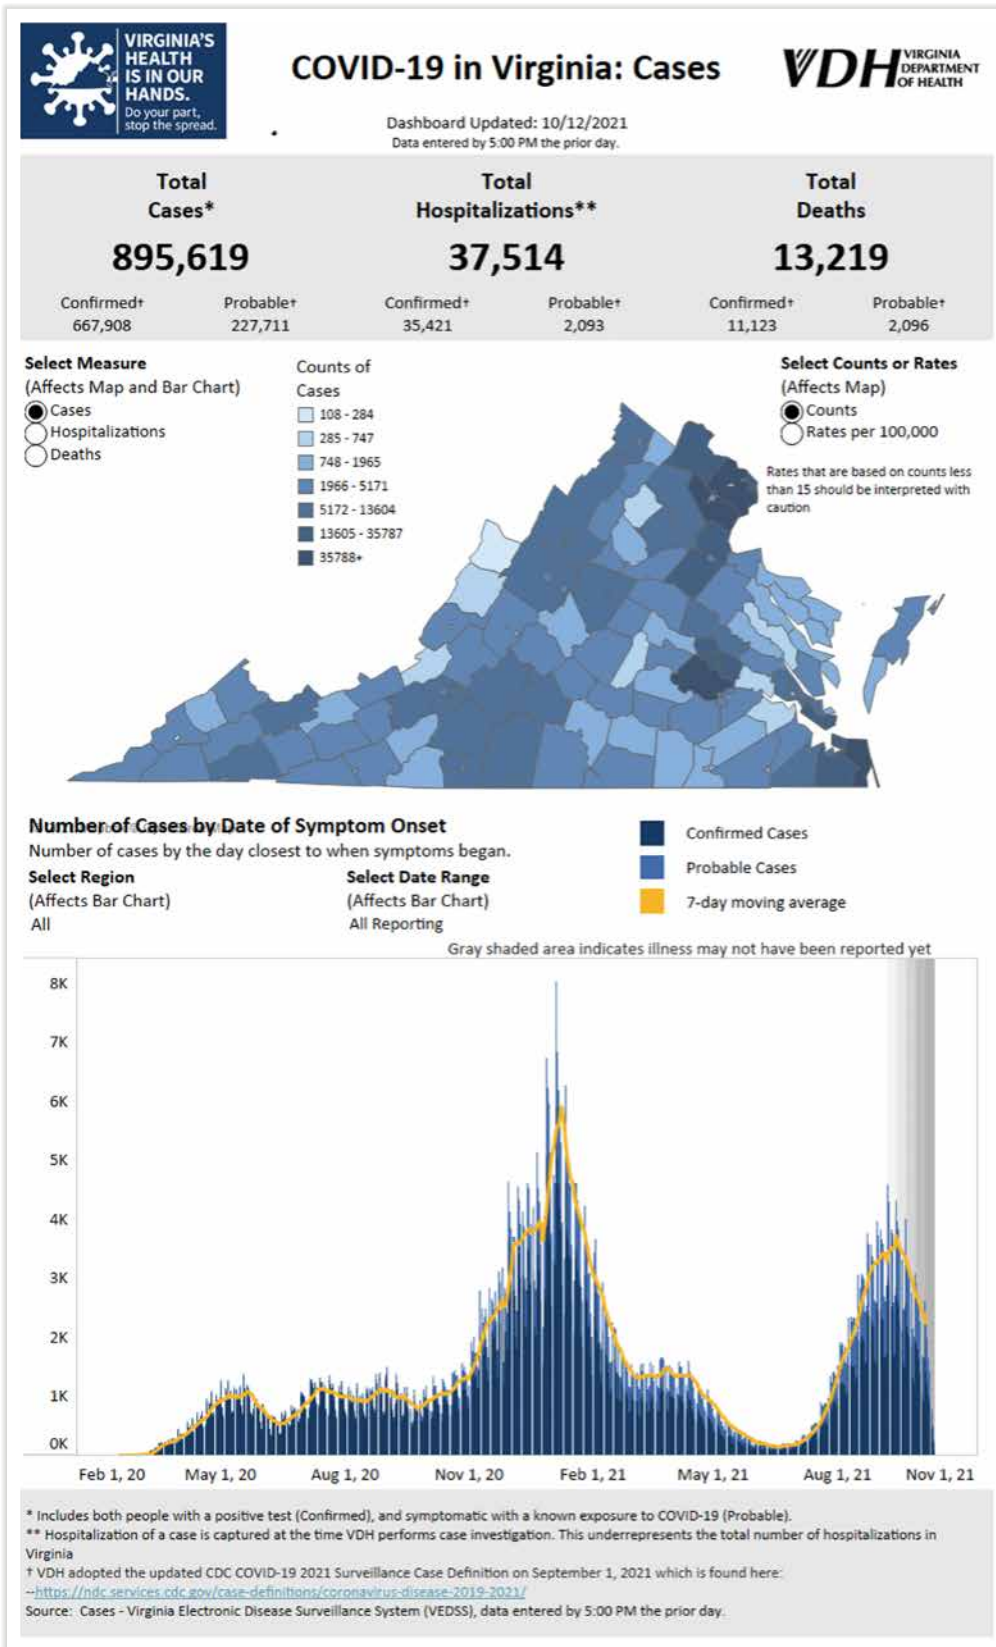 VIRGINIA'S
HEALTH
IS IN OUR
HANDS.
Do your part,
stop the spread.
COVID-19 in Virginia: Cases
VDH VIRGINIA
DEPARTMENT
OF HEALTH
Dashboard Updated: 10/12/2021
Data entered by 5:00 PM the prior day.
Total
Cases*
895,619
Confirmed† Probable†
667,908 227,711
Total
Hospitalizations**
37,514
Confirmed† Probable†
35,421 2,093
Total
Deaths
13,219
Confirmed† Probable†
11,123 2,096
Select Measure
(Affects Map and Bar Chart)
Cases
Hospitalizations
Deaths
Counts of
Cases
108 - 284
285 - 747
748 - 1965
1966 - 5171
5172 - 13604
13605 - 35787
35788+
Select Counts or Rates
(Affects Map)
Counts
Rates per 100,000
Rates that are based on counts less
than 15 should be interpreted with
caution
Number of Cases by Date of Symptom Onset
Number of cases by the day closest to when symptoms began.
Select Region
(Affects Bar Chart)
All
Select Date Range
(Affects Bar Chart)
All Reporting
Confirmed Cases
Probable Cases
7-day moving average
Gray shaded area indicates illness may not have been reported yet
8K
7K
6K
5K
4K
3K
2K
1K
0K
Feb 1, 20 May 1, 20 Aug 1, 20 Nov 1, 20 Feb 1, 21 May 1, 21 Aug 1, 21 Nov 1, 21
* Includes both people with a positive test (Confirmed), and symptomatic with a known exposure to COVID-19 (Probable).
** Hospitalization of a case is captured at the time VDH performs case investigation. This underrepresents the total number of hospitalizations in
Virginia
† VDH adopted the updated CDC COVID-19 2021 Surveillance Case Definition on September 1, 2021 which is found here:
--https://ndc.services.cdc.gov/case-definitions/coronavirus-disease-2019-2021/
Source: Cases - Virginia Electronic Disease Surveillance System (VEDSS), data entered by 5:00 PM the prior day.